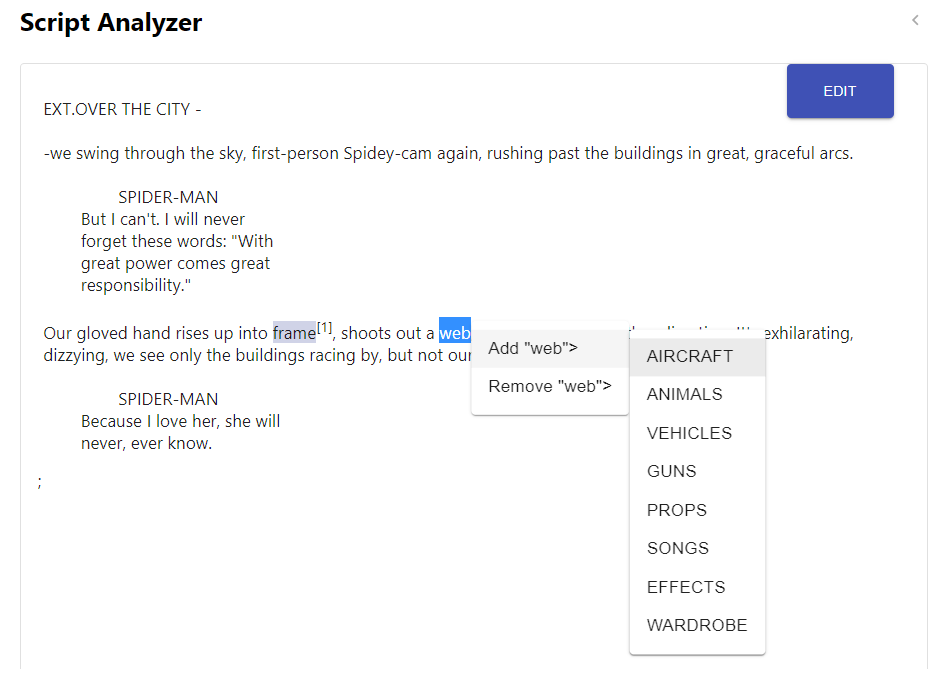 Script Analyzer
EDIT
EXT.OVER THE CITY -
-we swing through the sky, first-person Spidey-cam again, rushing past the buildings in great, graceful arcs.
SPIDER-MAN
But I can't. I will never
forget these words: "With
great power comes great
responsibility."
Our gloved hand rises up into frame[1], shoots out a web exhilarating,
dizzying, we see only the buildings racing by, but not our
Add "web">
Remove "web">
AIRCRAFT
ANIMALS
VEHICLES
GUNS
PROPS
SONGS
EFFECTS
WARDROBE
SPIDER-MAN
Because I love her, she will
never, ever know.
;